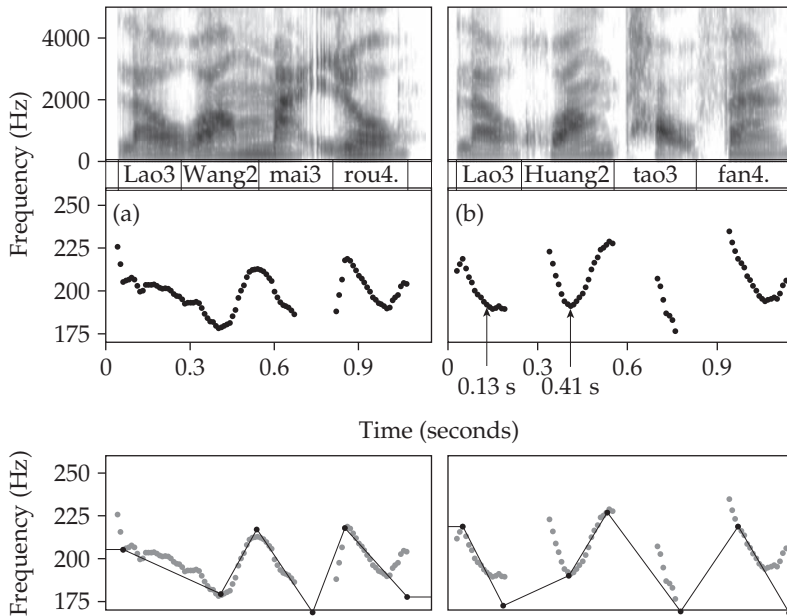 Frequency (Hz)
4000
2000
0
Lao3 Wang2 mai3 rou4.
Lao3 Huang2 tao3 fan4.
250
225
200
175
(a)
(b)
0 0.3 0.6 0.9
0 0.3 0.6 0.9
0.13 s 0.41 s
Time (seconds)
Frequency (Hz)
250
225
200
175